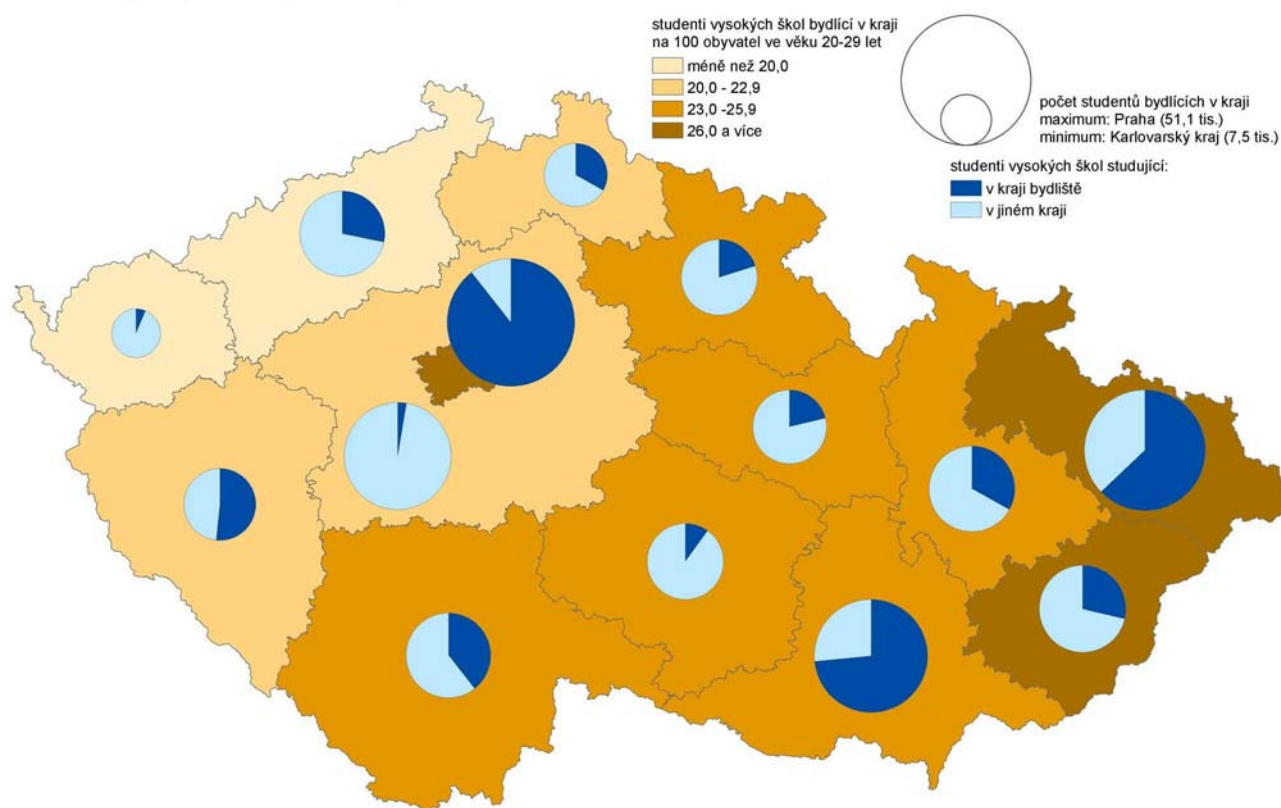 studenti vysokých škol bydlící v kraji
na 100 obyvatel ve věku 20-29 let
méně než 20,0
20,0 - 22,9
23,0 -25,9
26,0 a více
počet studentů bydlících v kraji
maximum: Praha (51,1 tis.)
minimum: Karlovarský kraj (7,5 tis.)
studenti vysokých škol studující:
v kraji bydliště
v jiném kraji